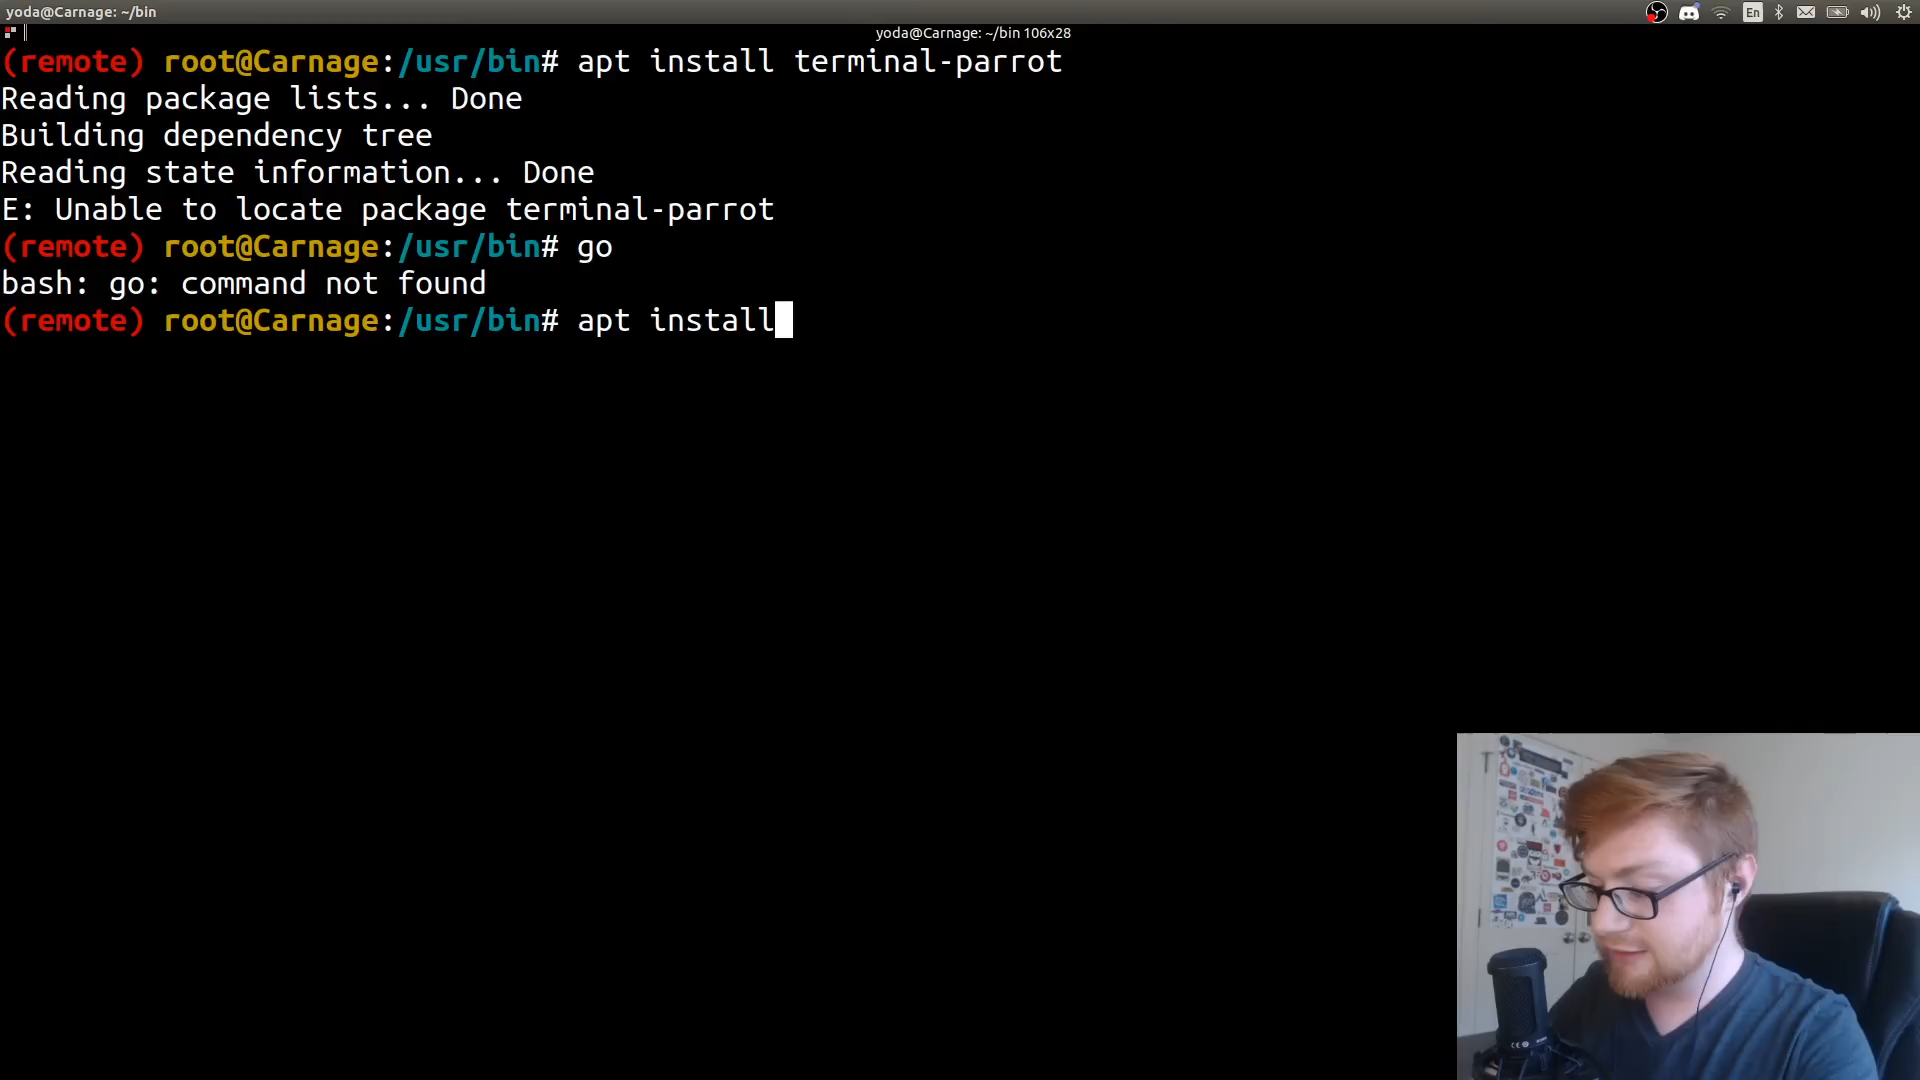 yoda@Carnage: ~/bin
En
yoda@Carnage: ~/bin 106x28
(remote) root@Carnage:/usr/bin# apt install terminal-parrot
Reading package lists... Done
Building dependency tree
Reading state information... Done
E: Unable to locate package terminal-parrot
(remote) root@Carnage:/usr/bin# go
bash: go: command not found
(remote) root@Carnage:/usr/bin# apt install